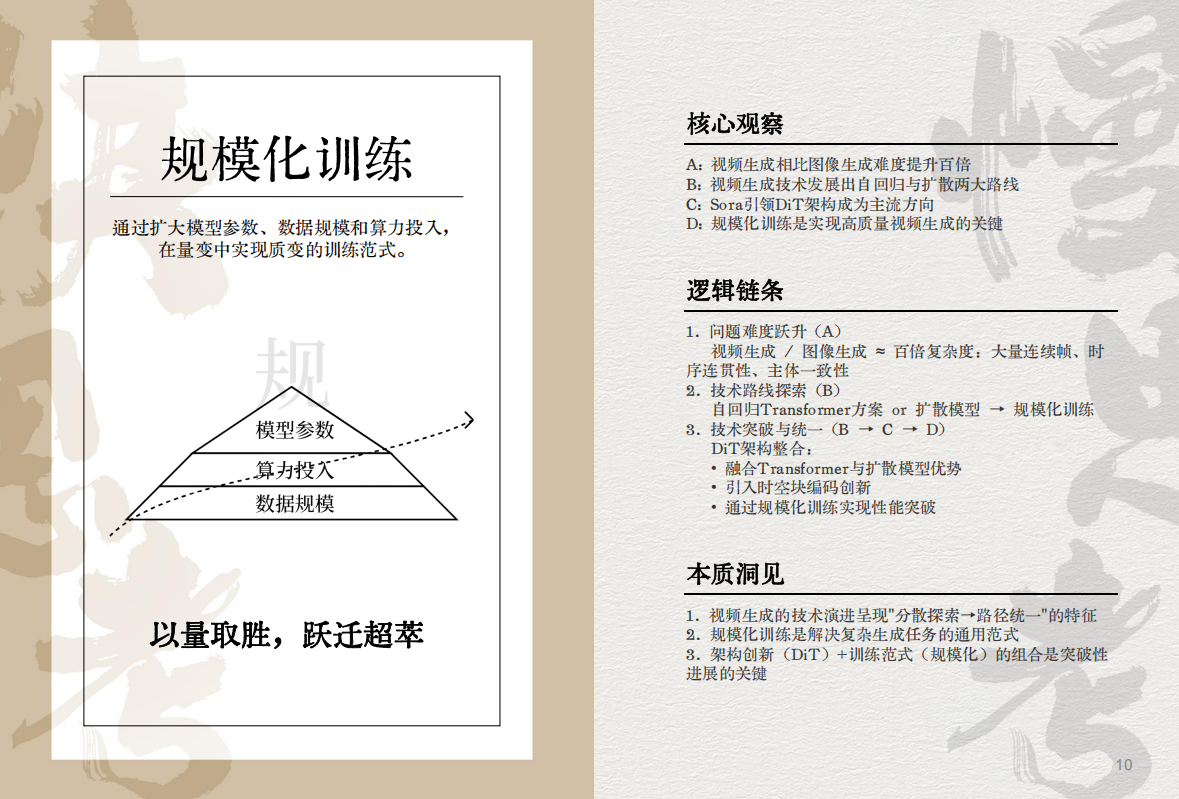 规模化训练
通过扩大模型参数、数据规模和算力投入，
在量变中实现质变的训练范式。
规
模型参数
算力投入
数据规模
以量取胜，跃迁超萃
核心观察
A：视频生成相比图像生成难度提升百倍
B：视频生成技术发展出自回归与扩散两大路线
C：Sora引领DiT架构成为主流方向
D：规模化训练是实现高质量视频生成的关键
逻辑链条
1．问题难度跃升（A）
视频生成 / 图像生成 ≈ 百倍复杂度：大量连续帧、时
序连贯性、主体一致性
2．技术路线探索（B）
自回归Transformer方案 or 扩散模型 → 规模化训练
3．技术突破与统一（B → C → D）
DiT架构整合：
• 融合Transformer与扩散模型优势
• 引入时空块编码创新
• 通过规模化训练实现性能突破
本质洞见
1．视频生成的技术演进呈现"分散探索→路径统一"的特征
2．规模化训练是解决复杂生成任务的通用范式
3．架构创新（DiT）+训练范式（规模化）的组合是突破性
进展的关键
慢思考
10